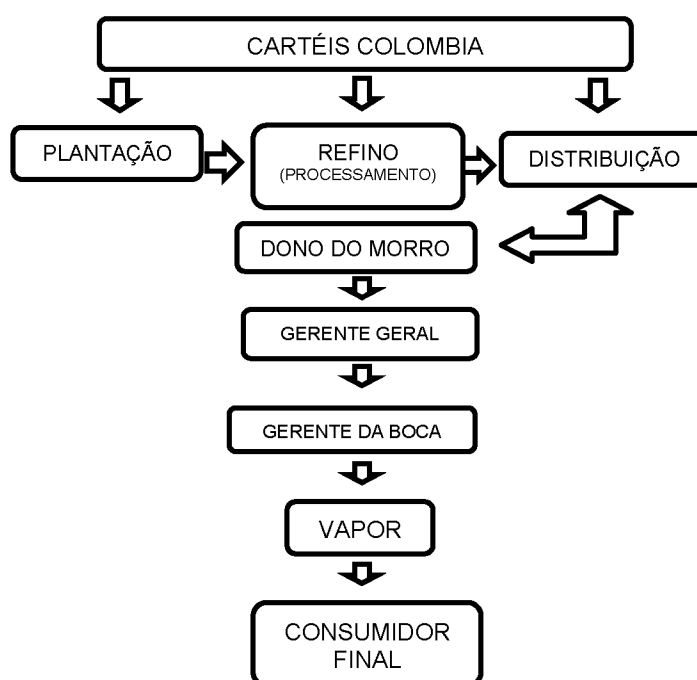 CARTÉIS COLOMBIA
PLANTAÇÃO
REFINO
(PROCESSAMENTO)
DISTRIBUIÇÃO
DONO DO MORRO
GERENTE GERAL
GERENTE DA BOCA
VAPOR
CONSUMIDOR
FINAL